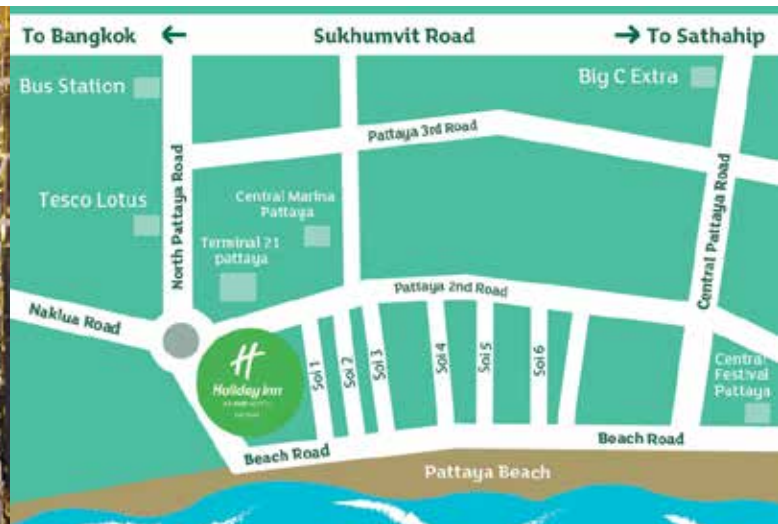 To Bangkok ← Sukhumvit Road → To Sathahip
Bus Station
Big C Extra
Pattaya 3rd Road
North Pattaya Road
Tesco Lotus
Central Marina
Pattaya
Terminal 21
pattaya
Central Pattaya Road
Pattaya 2nd Road
Naklua Road
H
Holiday Inn
Soi 1
Soi 2
Soi 3
Soi 4
Soi 5
Soi 6
Central
Festival
Pattaya
Beach Road
Beach Road
Pattaya Beach